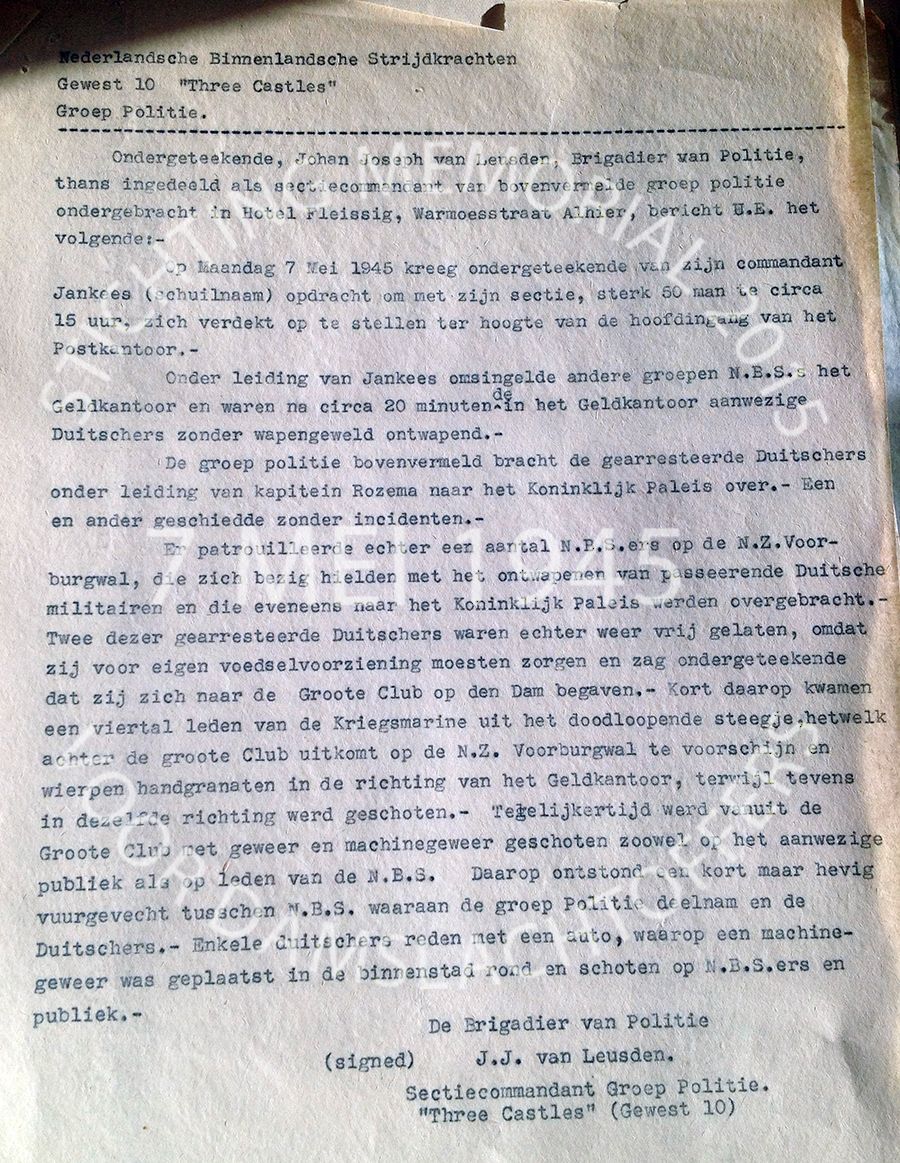 Nederlandsche Binnenlandsche Strijdkrachten
Gewest 10 "Three Castles"
Groep Politie.
Ondergeteekende, Johan Joseph van Leusden, Brigadier van Politie,
thans ingedeeld als sectiecommandant van bovenvermelde groep politie
ondergebracht in Hotel Fleissig, Warmoesstraat Alhier, bericht U.E. het
volgende:-
Op Maandag 7 Mei 1945 kreeg ondergeteekende van zijn commandant
Jankees (schuilnaam) opdracht om met zijn sectie, sterk 50 man te circa
15 uur, zich verdekt op te stellen ter hoogte van de hoofdingang van het
Postkantoor.-
Onder leiding van Jankees omsingelde andere groepen N.B.S.s het
Geldkantoor en waren na circa 20 minuten de in het Geldkantoor aanwezige
Duitschers zonder wapengeweld ontwapend.-
De groep politie bovenvermeld bracht de gearresteerde Duitschers
onder leiding van kapitein Rozema naar het Koninklijk Paleis over.- Een
en ander geschiedde zonder incidenten.-
Er patrouilleerde echter een aantal N.B.S.ers op de N.Z.Voor-
burgwal, die zich bezig hielden met het ontwapenen van passeerende Duitsche
militairen en die eveneens naar het Koninklijk Paleis werden overgebracht.-
Twee dezer gearresteerde Duitschers waren echter weer vrij gelaten, omdat
zij voor eigen voedselvoorziening moesten zorgen en zag ondergeteekende
dat zij zich naar de Groote Club op den Dam begaven.- Kort daarop kwamen
een viertal leden van de Kriegsmarine uit het doodloopende steegje,hetwelk
achter de groote Club uitkomt op de N.Z. Voorburgwal te voorschijn en
wierpen handgranaten in de richting van het Geldkantoor, terwijl tevens
in dezelfde richting werd geschoten.- Tegelijkertijd werd vanuit de
Groote Club met geweer en machinegeweer geschoten zoowel op het aanwezige
publiek als op leden van de N.B.S. Daarop ontstond een kort maar hevig
vuurgevecht tusschen N.B.S. waaraan de groep Politie deelnam en de
Duitschers.- Enkele duitschers reden met een auto, waarop een machine-
geweer was geplaatst in de binnenstad rond en schoten op N.B.S.ers en
publiek.-
De Brigadier van Politie
(signed) J.J. van Leusden.
Sectiecommandant Groep Politie.
"Three Castles" (Gewest 10)
STICHTING MEMORIAL 2015
7 MEI 1945
VOOR DAMSLACHTOFFERS